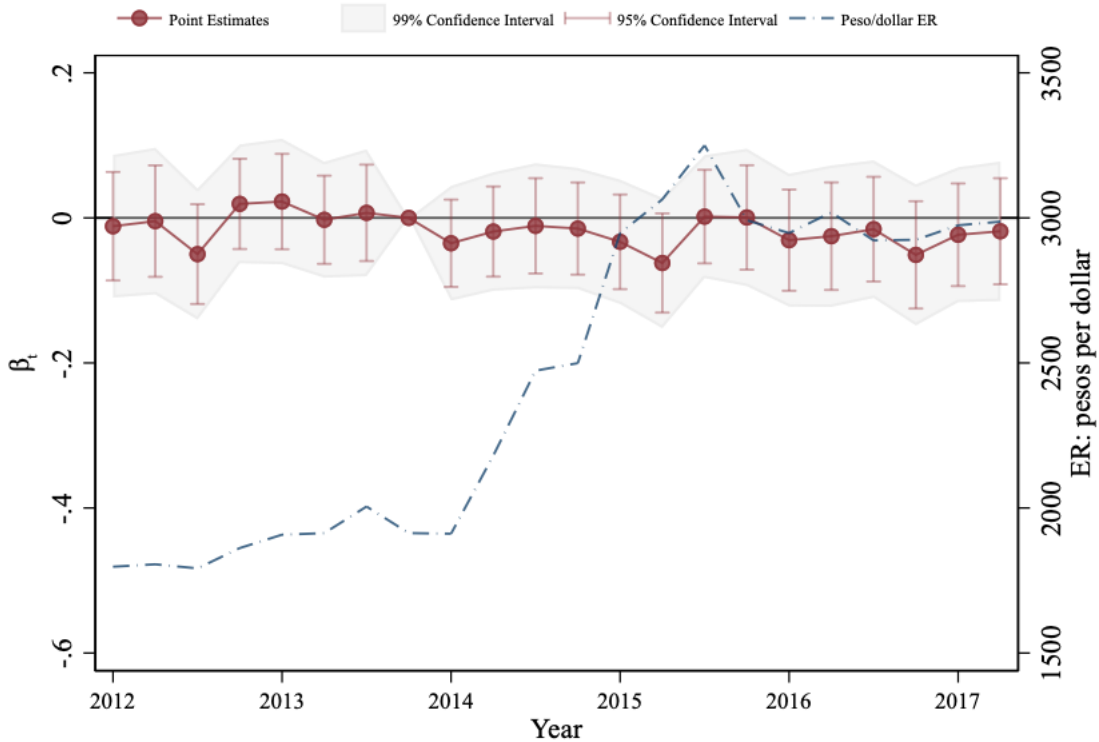 Point Estimates
99% Confidence Interval
95% Confidence Interval
Peso/dollar ER
.2
0
-.2
-.4
-.6
βt
3500
3000
2500
2000
1500
ER: pesos per dollar
2012
2013
2014
2015
2016
2017
Year